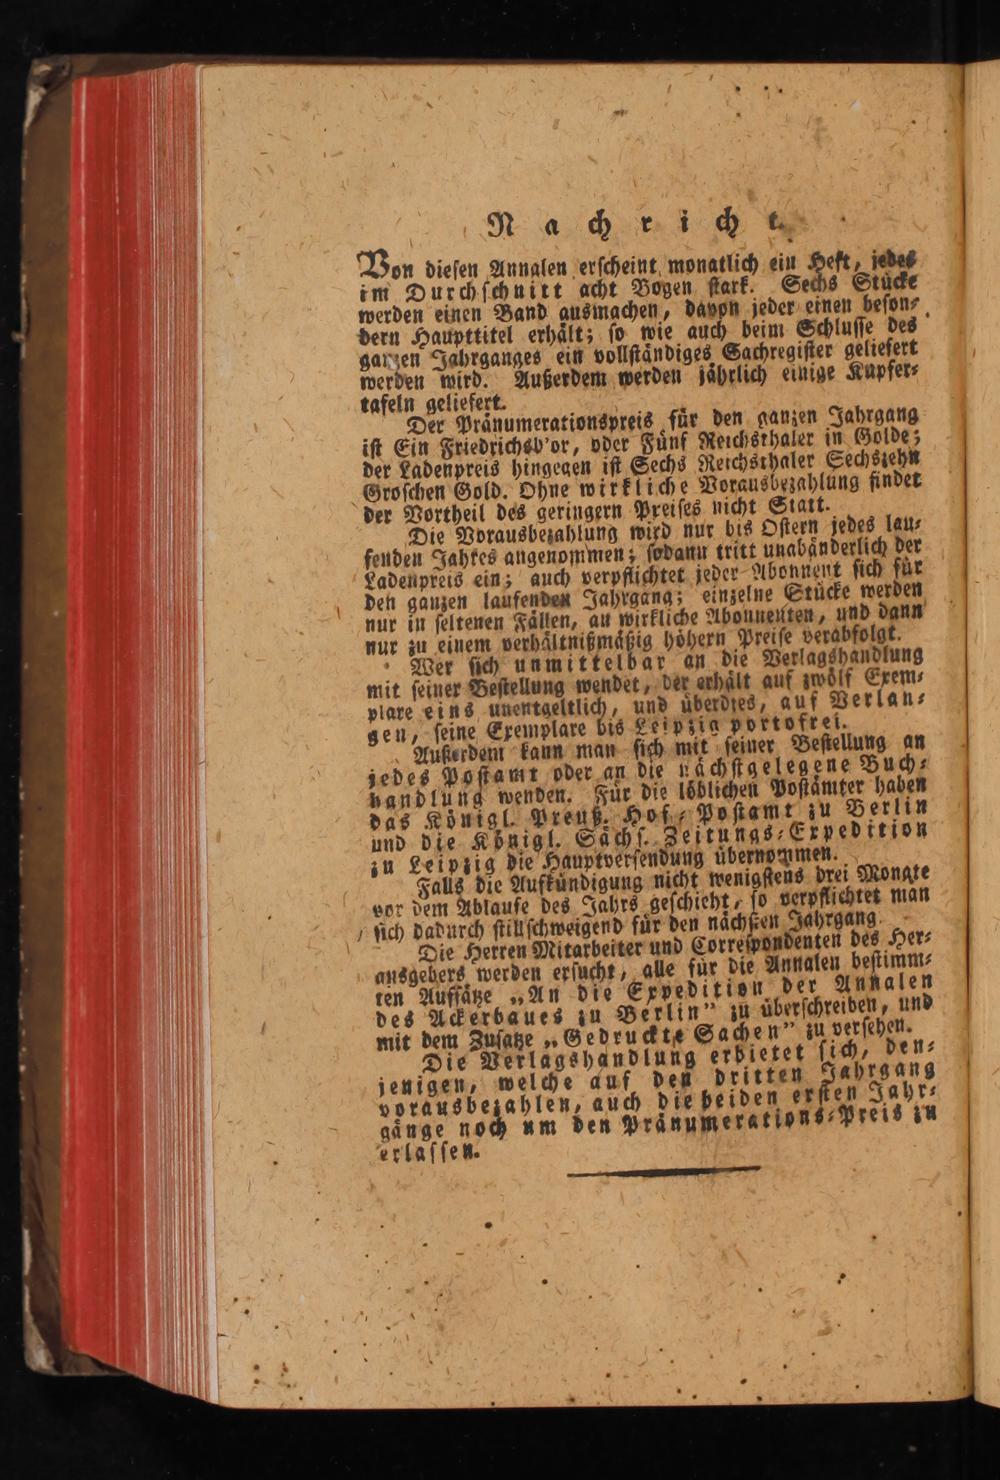 Nachricht.
Von dieſen Annalen erſcheint monatlich ein Heft, jedes
im Durchſchnitt acht Bogen ſtark. Sechs Stücke
werden einen Band ausmachen, davon jeder einen beſon⸗
dern Haupttitel erhält; ſo wie auch beim Schluſſe des
ganzen Jahrganges ein vollſtändiges Sachregiſter geliefert
werden wird. Außerdem werden jährlich einige Kupfer⸗
tafeln geliefert.
Der Pränumerationspreis für den ganzen Jahrgang
iſt Ein Friedrichsd'or, oder Fünf Reichsthaler in Golde;
der Ladenpreis hingegen iſt Sechs Reichsthaler Sechszehn
Groſchen Gold. Ohne wirkliche Vorausbezahlung findet
der Vortheil des geringern Preiſes nicht Statt.
Die Vorausbezahlung wird nur bis Oſtern jedes lau⸗
fenden Jahres angenommen; ſodann tritt unabänderlich der
Ladenpreis ein; auch verpflichtet jeder Abonnent ſich für
den ganzen laufenden Jahrgang; einzelne Stücke werden
nur in ſeltenen Fällen, an wirkliche Abonnenten, und dann
nur zu einem verhältnißmäßig höhern Preiſe verabfolgt.
Wer ſich unmittelbar an die Verlagshandlung
mit ſeiner Beſtellung wendet, der erhält auf zwölf Exem⸗
plare eins unentgeltlich, und überdies, auf Verlan⸗
gen, ſeine Exemplare bis Leipzig portofrei.
Außerdem kann man ſich mit ſeiner Beſtellung an
jedes Poſtamt oder an die nächſtgelegene Buch⸗
handlung wenden. Für die löblichen Poſtämter haben
das Königl. Preuß. Hof⸗Poſtamt zu Berlin
und die Königl. Sächſ. Zeitungs⸗Expedition
zu Leipzig die Hauptverſendung übernommen.
Falls die Aufkündigung nicht wenigſtens drei Monate
vor dem Ablaufe des Jahrs geſchieht, ſo verpflichtet man
ſich dadurch ſtillſchweigend für den nächſten Jahrgang.
Die Herren Mitarbeiter und Correſpondenten des Her⸗
ausgebers werden erſucht, alle für die Annalen beſtimm⸗
ten Aufſätze „An die Expedition der Annalen
des Ackerbaues zu Berlin” zu überſchreiben, und
mit dem Zuſatze „Gedruckte Sachen” zu verſehen.
Die Verlagshandlung erbietet ſich, den⸗
jenigen, welche auf den dritten Jahrgang
vorausbezahlen, auch die beiden erſten Jahr⸗
gänge noch um den Pränumerations⸗Preis zu
erlaſſen.